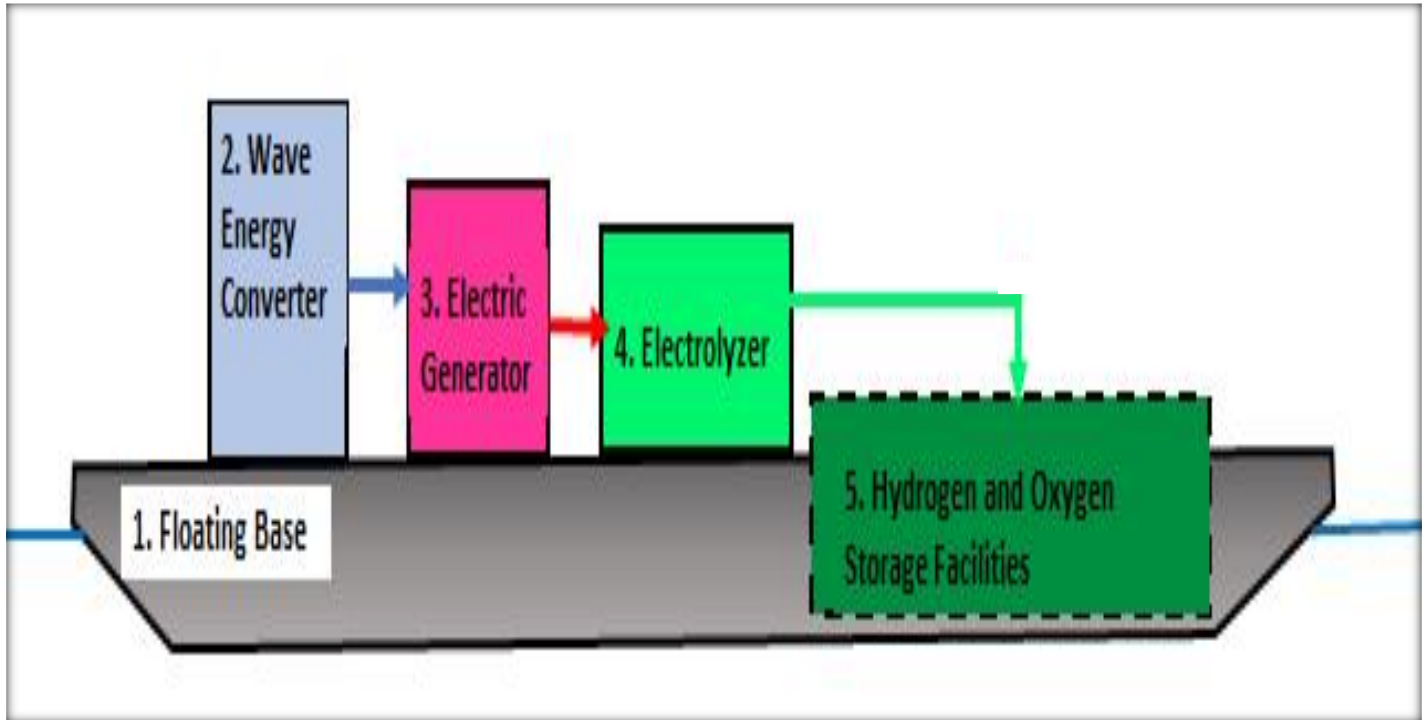 2. Wave
Energy
Converter
3. Electric
Generator
4. Electrolyzer
1. Floating Base
5. Hydrogen and Oxygen
Storage Facilities